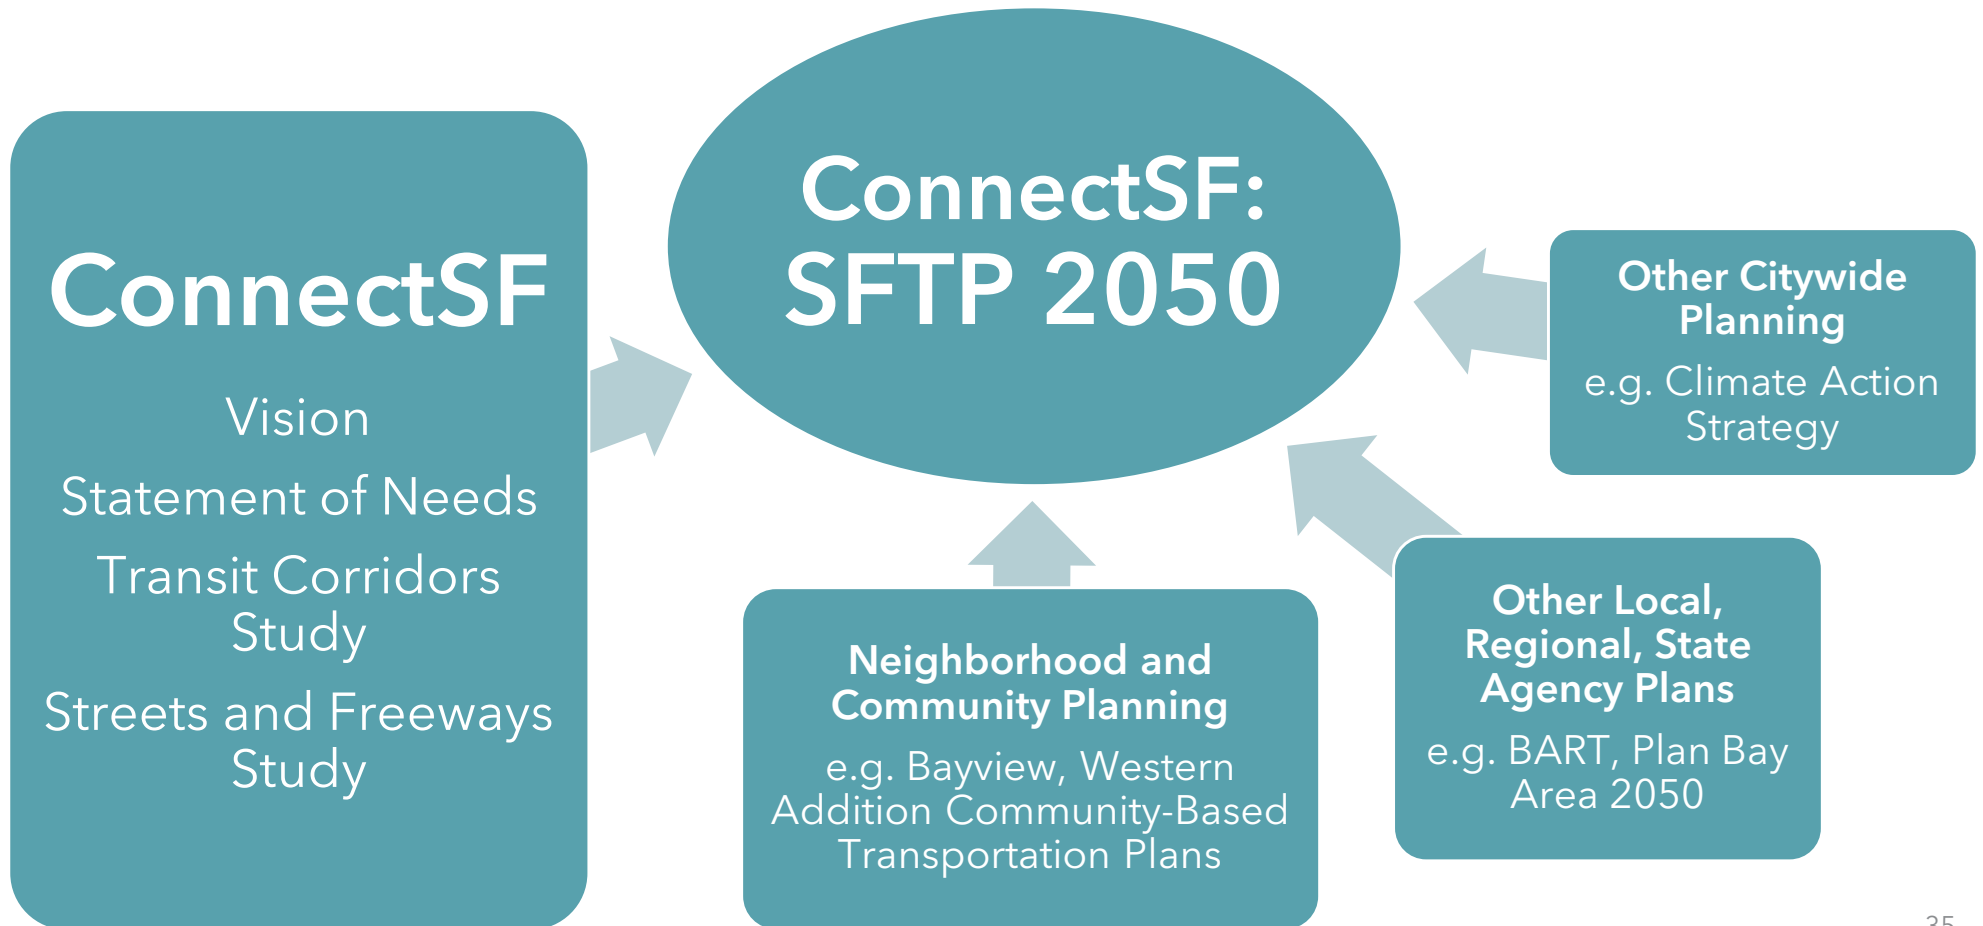 ConnectSF
Vision
Statement of Needs
Transit Corridors
Study
Streets and Freeways
Study
ConnectSF:
SFTP 2050
Neighborhood and
Community Planning
e.g. Bayview, Western
Addition Community-Based
Transportation Plans
Other Local,
Regional, State
Agency Plans
e.g. BART, Plan Bay
Area 2050
Other Citywide
Planning
e.g. Climate Action
Strategy
35